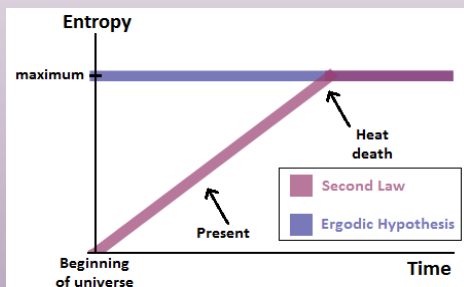 Entropy
maximum
Heat
death
Second Law
Ergodic Hypothesis
Present
Beginning
of universe
Time